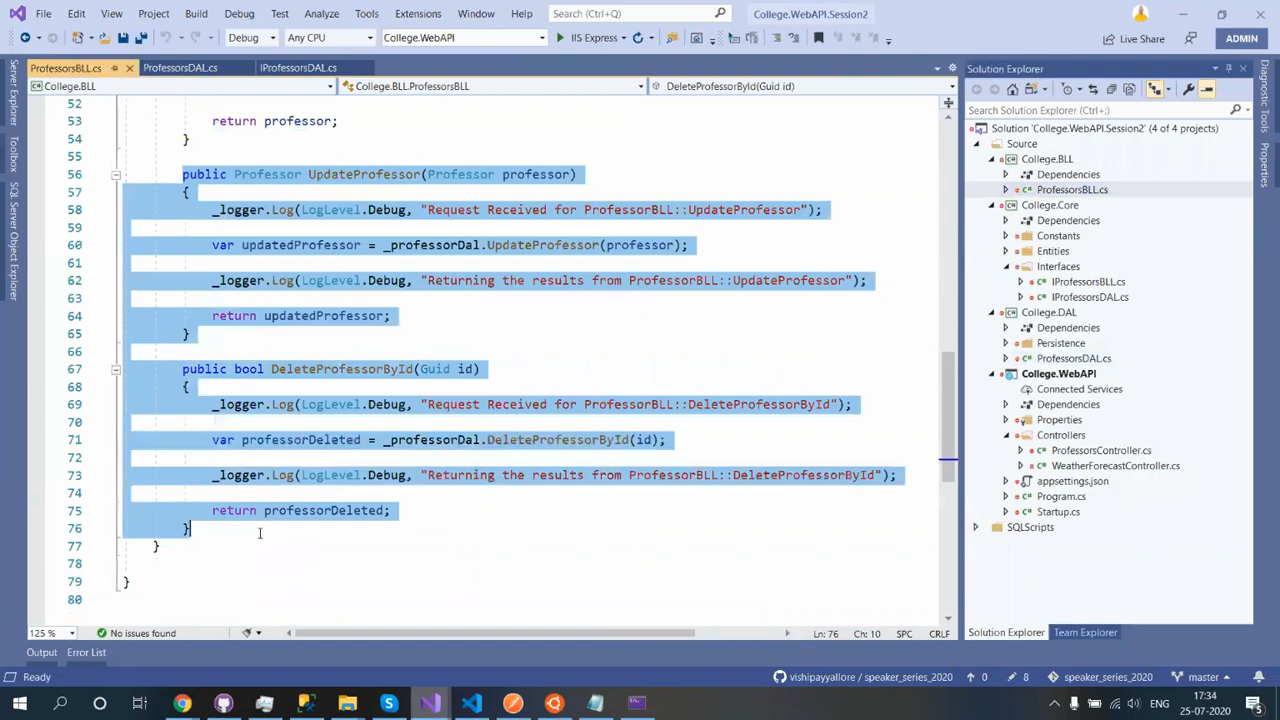 File Edit View Project Build Debug Test Analyze Tools Extensions Window Help Search (Ctrl+Q) College.WebAPI.Session2
Debug Any CPU College.WebAPI IIS Express Live Share ADMIN
ProfessorsBLL.cs ProfessorsDAL.cs IProfessorsDAL.cs
College.BLL College.BLL.ProfessorsBLL DeleteProfessorById(Guid id)
52
53 return professor;
54 }
55
56 public Professor UpdateProfessor(Professor professor)
57 {
58 _logger.Log(LogLevel.Debug, "Request Received for ProfessorBLL::UpdateProfessor");
59
60 var updatedProfessor = _professorDal.UpdateProfessor(professor);
61
62 _logger.Log(LogLevel.Debug, "Returning the results from ProfessorBLL::UpdateProfessor");
63
64 return updatedProfessor;
65 }
66
67 public bool DeleteProfessorById(Guid id)
68 {
69 _logger.Log(LogLevel.Debug, "Request Received for ProfessorBLL::DeleteProfessorById");
70
71 var professorDeleted = _professorDal.DeleteProfessorById(id);
72
73 _logger.Log(LogLevel.Debug, "Returning the results from ProfessorBLL::DeleteProfessorById");
74
75 return professorDeleted;
76 }
77 }
78
79 }
80
125 % No issues found Ln: 76 Ch: 10 SPC CRLF
Server Explorer
Toolbox
SQL Server Object Explorer
Solution Explorer
Search Solution Explorer (Ctrl+;)
Solution 'College.WebAPI.Session2' (4 of 4 projects)
Source
College.BLL
Dependencies
ProfessorsBLL.cs
College.Core
Dependencies
Constants
Entities
Interfaces
IProfessorsBLL.cs
IProfessorsDAL.cs
College.DAL
Dependencies
Persistence
ProfessorsDAL.cs
College.WebAPI
Connected Services
Dependencies
Properties
Controllers
ProfessorsController.cs
WeatherForecastController.cs
appsettings.json
Program.cs
Startup.cs
SQLScripts
Solution Explorer Team Explorer
Diagnostic Tools
Properties
Output Error List
Ready vishipayyallore / speaker_series_2020 0 8 speaker_series_2020 master
ENG 17:34
25-07-2020 5